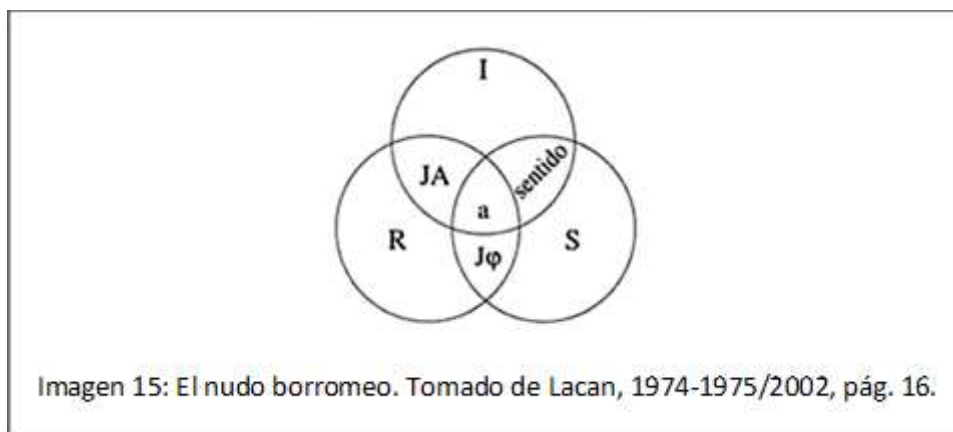 I
JA
sentido
a
R
S
Jφ
Imagen 15: El nudo borromeo. Tomado de Lacan, 1974-1975/2002, pág. 16.